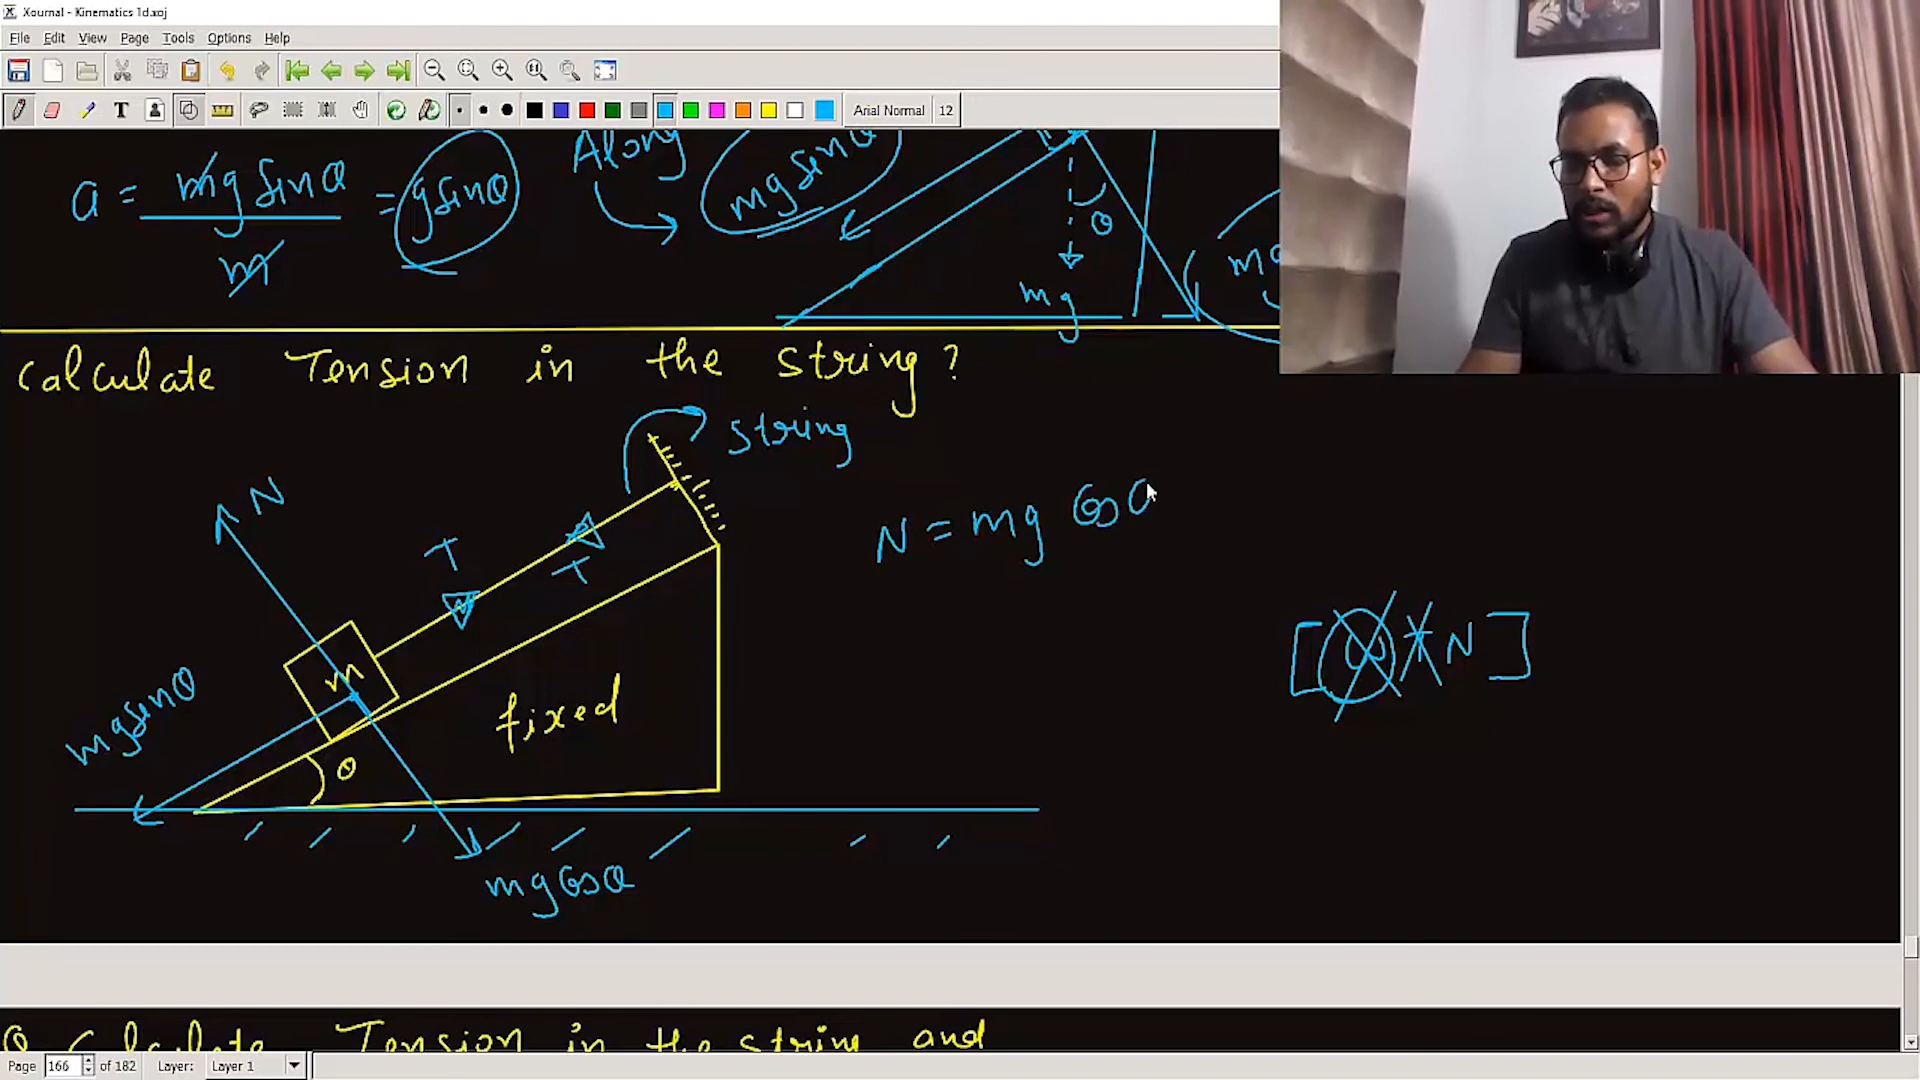 Xournal - Kinematics 1d.xoj
File Edit View Page Tools Options Help
T Arial Normal 12
a = mg sinθ / m = g sinθ
Along
mg sinθ
θ
mg
Calculate Tension in the string?
string
N
T
T
N = mg Cos
m
[ * N ]
fixed
mg sinθ
θ
mg Cosθ
Tension in the string and
Page 166 of 182 Layer: Layer 1